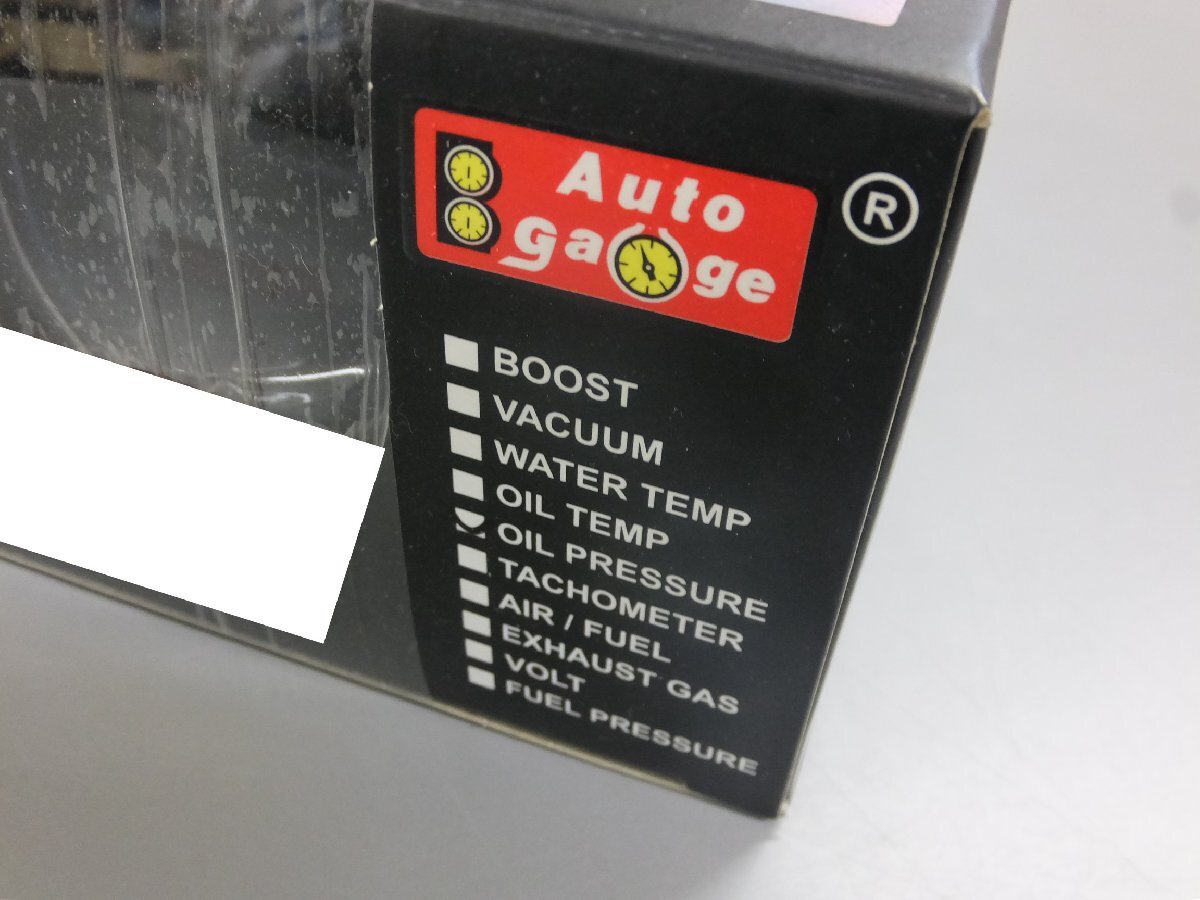 Auto
gauge
®
BOOST
VACUUM
WATER TEMP
OIL TEMP
OIL PRESSURE
TACHOMETER
AIR / FUEL
EXHAUST GAS
VOLT
FUEL PRESSURE